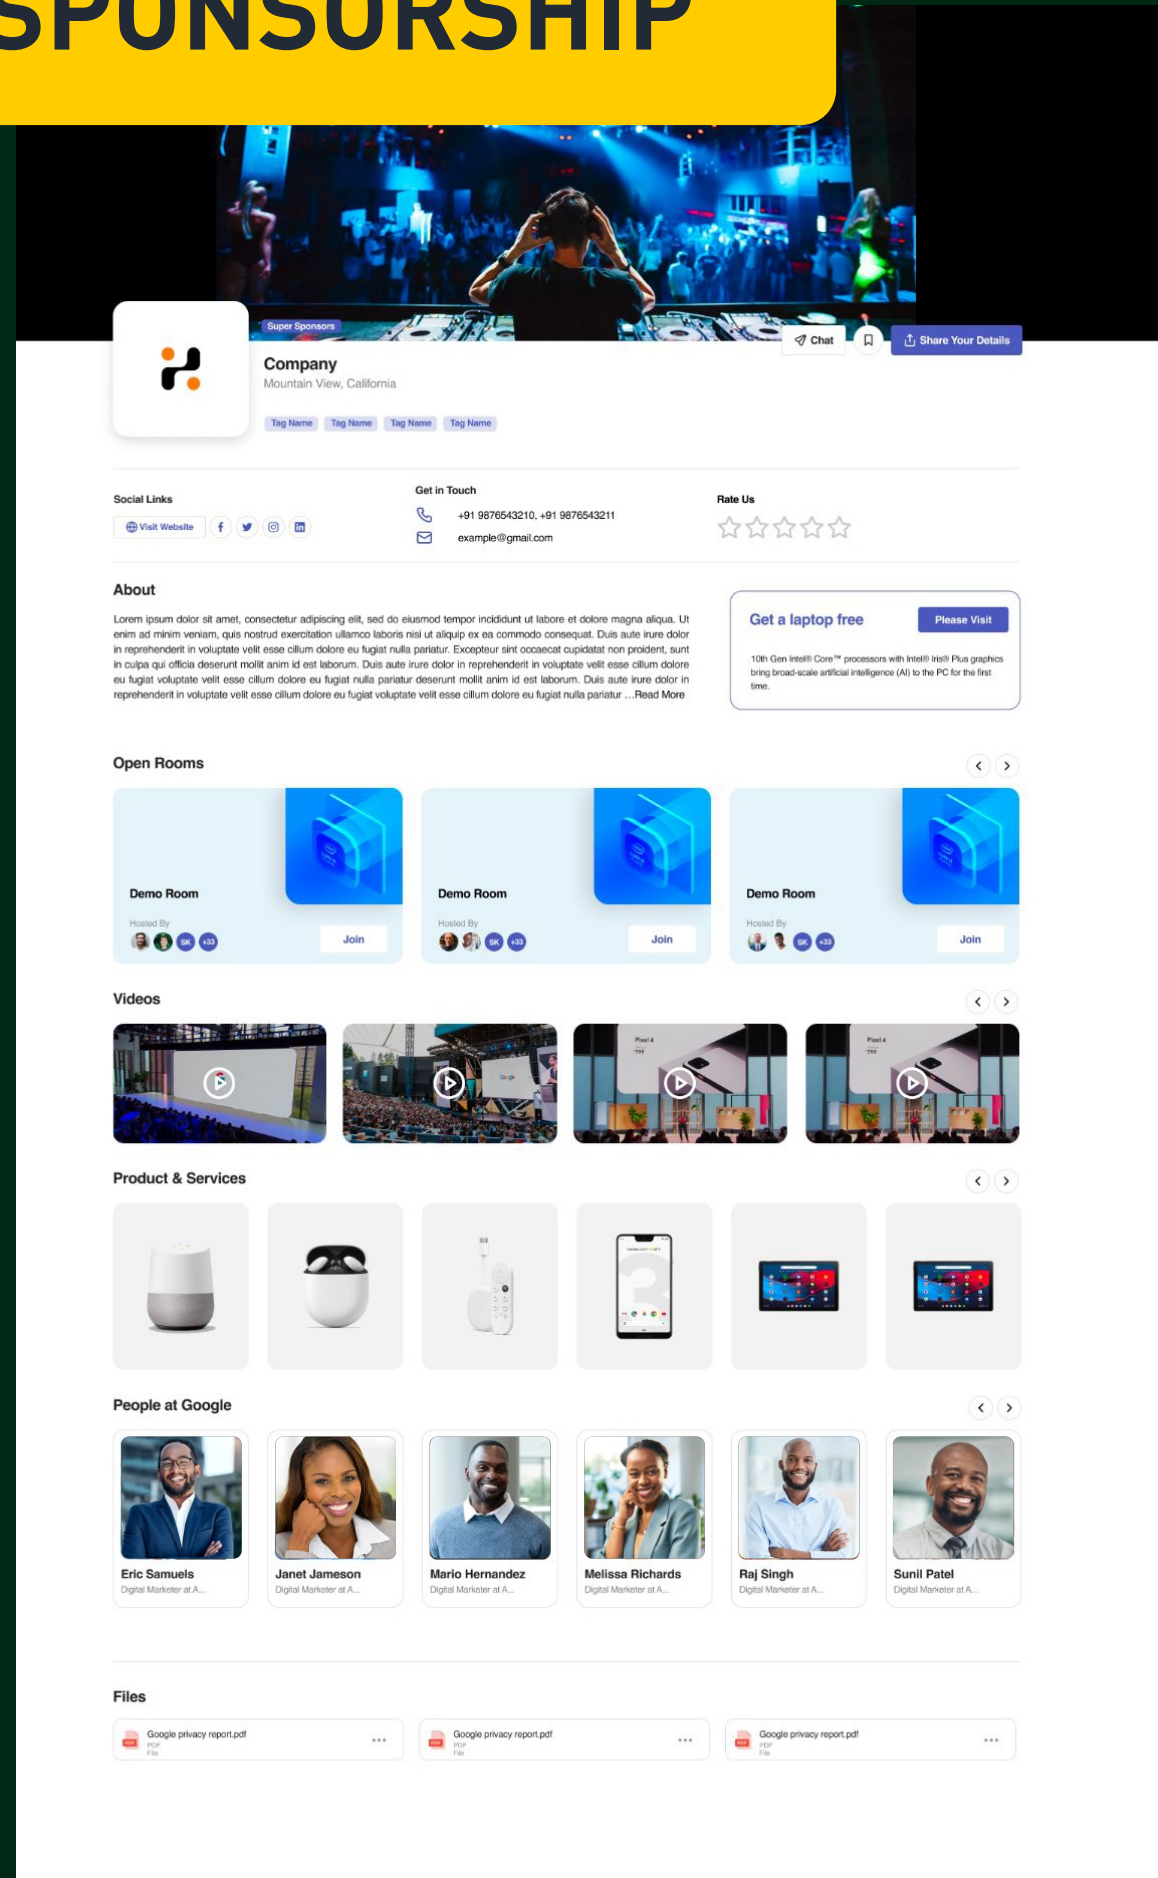 SPONSORSHIP
Super Sponsors
Chat
Share Your Details
Company
Mountain View, California
Tag Name Tag Name Tag Name Tag Name
Social Links
Visit Website
Get in Touch
+91 9876543210, +91 9876543211
example@gmail.com
Rate Us
About
Lorem ipsum dolor sit amet, consectetur adipiscing elit, sed do eiusmod tempor incididunt ut labore et dolore magna aliqua. Ut
enim ad minim veniam, quis nostrud exercitation ullamco laboris nisi ut aliquip ex ea commodo consequat. Duis aute irure dolor
in reprehenderit in voluptate velit esse cillum dolore eu fugiat nulla pariatur. Excepteur sint occaecat cupidatat non proident, sunt
in culpa qui officia deserunt mollit anim id est laborum. Duis aute irure dolor in reprehenderit in voluptate velit esse cillum dolore
eu fugiat voluptate velit esse cillum dolore eu fugiat nulla pariatur deserunt mollit anim id est laborum. Duis aute irure dolor in
reprehenderit in voluptate velit esse cillum dolore eu fugiat voluptate velit esse cillum dolore eu fugiat nulla pariatur ...Read More
Get a laptop free
Please Visit
10th Gen Intel® Core™ processors with Intel® Iris® Plus graphics
bring broad-scale artificial intelligence (AI) to the PC for the first
time.
Open Rooms
Demo Room
Hosted By
SK +33
Join
Demo Room
Hosted By
SK +33
Join
Demo Room
Hosted By
SK +33
Join
Videos
Google
Pixel 4
799
Pixel 4
799
Product & Services
People at Google
Eric Samuels
Digital Marketer at A...
Janet Jameson
Digital Marketer at A...
Mario Hernandez
Digital Marketer at A...
Melissa Richards
Digital Marketer at A...
Raj Singh
Digital Marketer at A...
Sunil Patel
Digital Marketer at A...
Files
PDF
Google privacy report.pdf
PDF
File
PDF
Google privacy report.pdf
PDF
File
PDF
Google privacy report.pdf
PDF
File